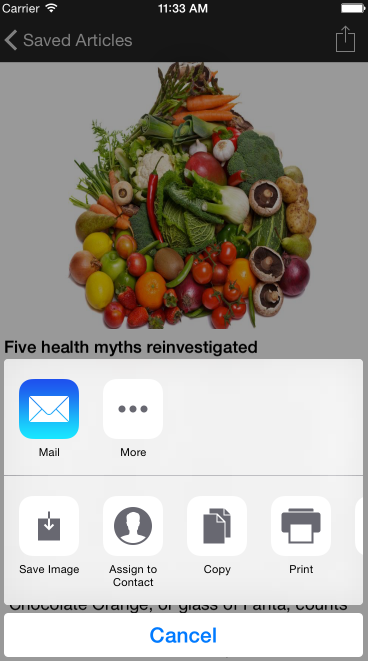 Carrier 11:33 AM
Saved Articles
Five health myths reinvestigated
Mail More
Save Image Assign to Contact Copy Print
Chocolate Orange, or glass of Fanta, counts
Cancel